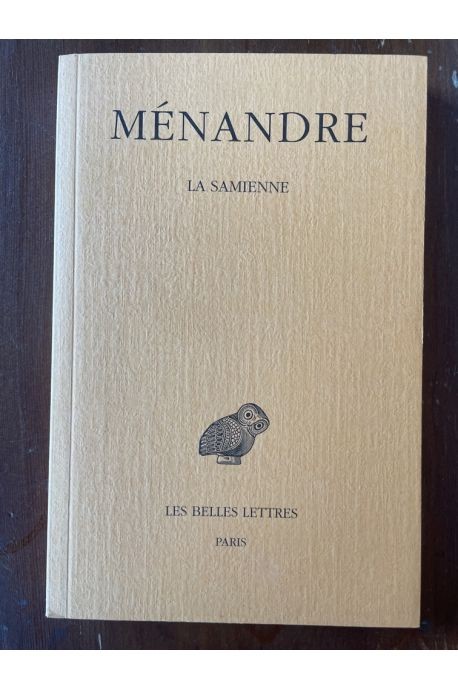 MÉNANDRE
LA SAMIENNE
LES BELLES LETTRES
PARIS